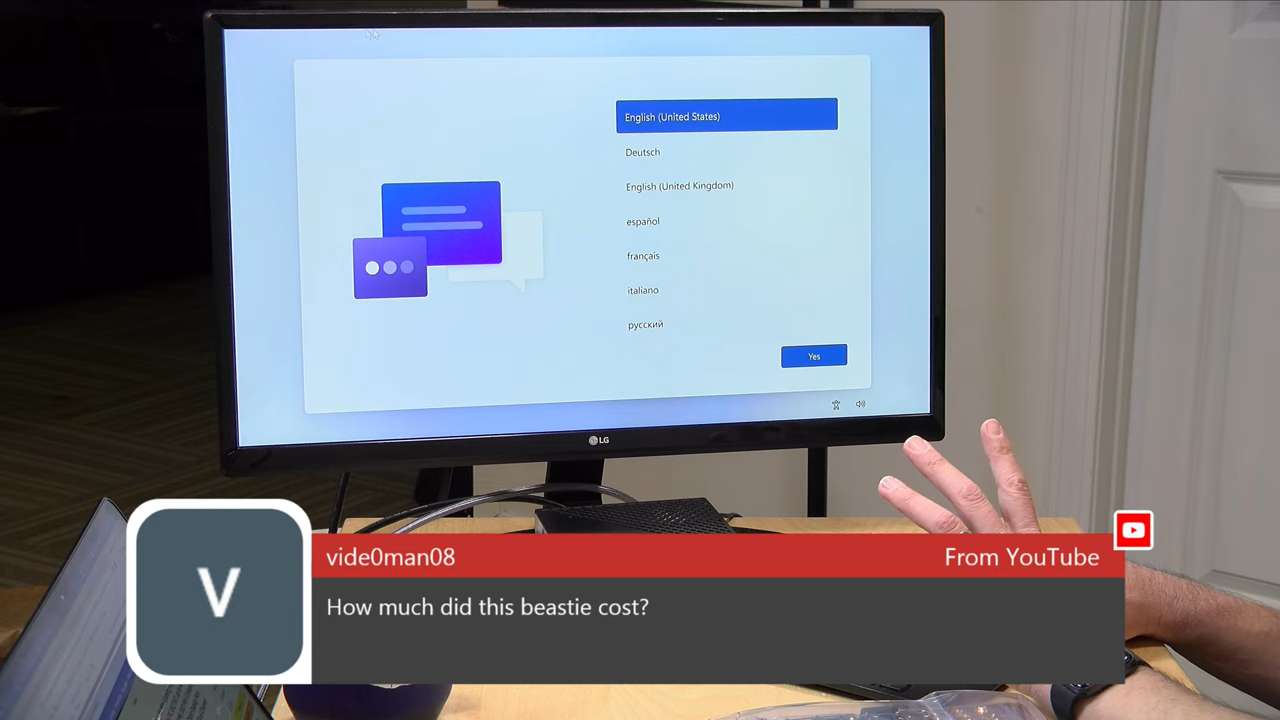 English (United States)
Deutsch
English (United Kingdom)
español
français
italiano
русский
Yes
LG
V
vide0man08
From YouTube
How much did this beastie cost?